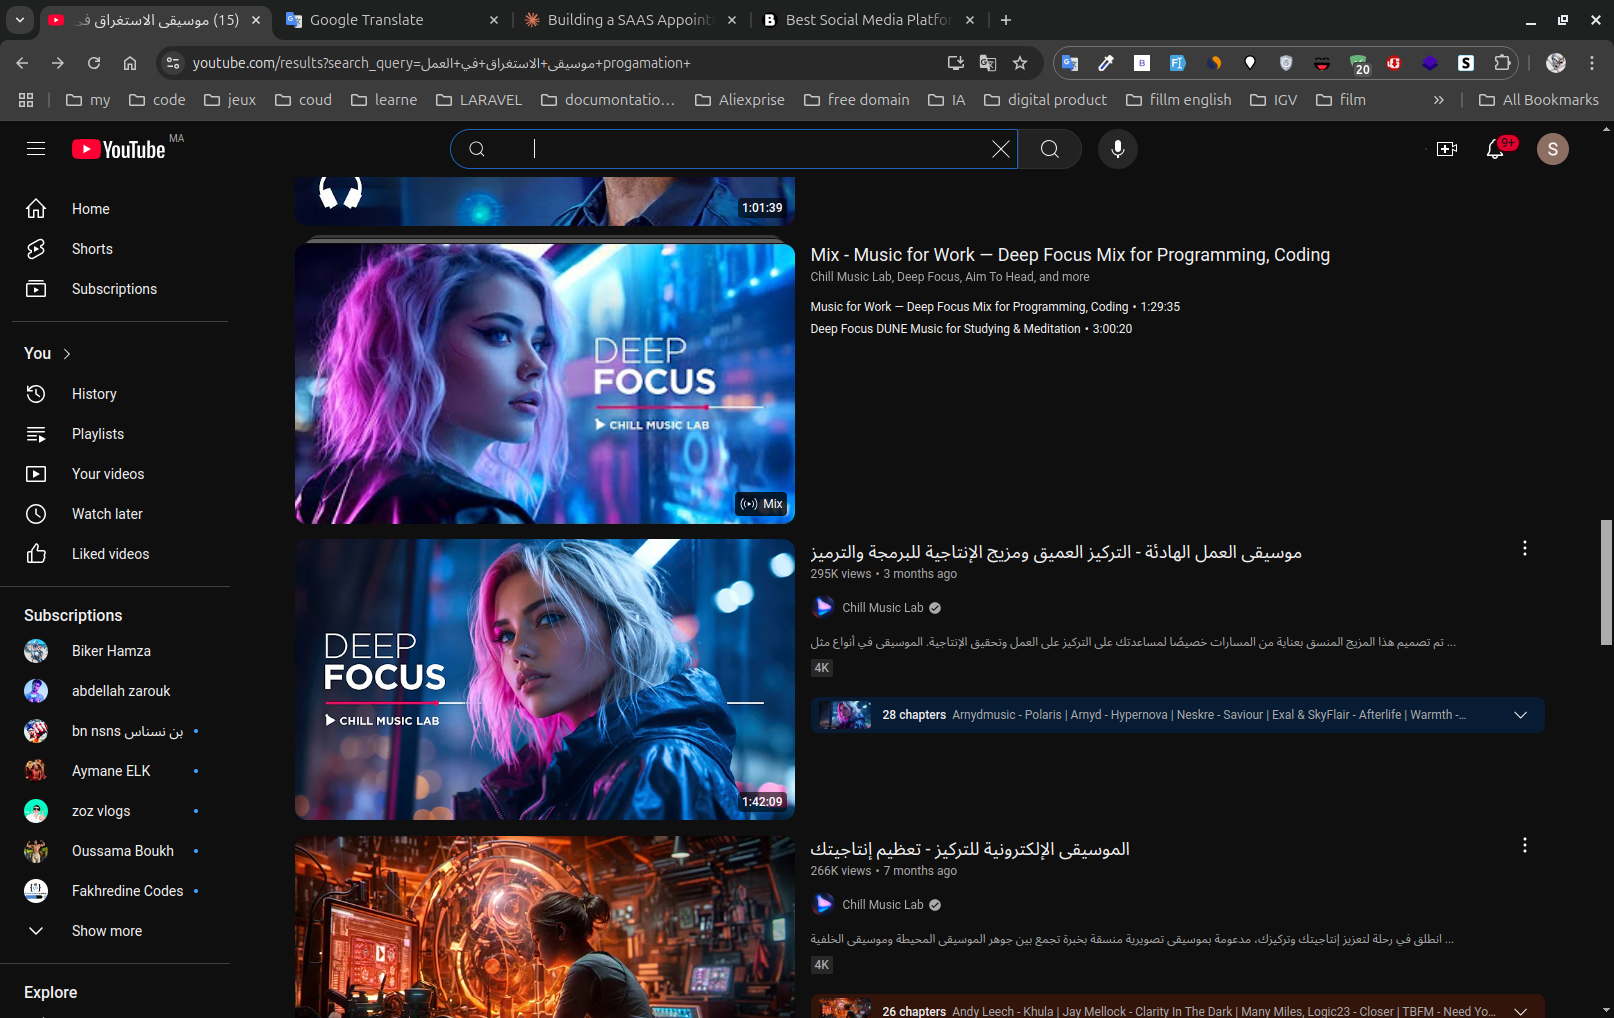 (15) موسيقى الاستغراق في
Google Translate
Building a SAAS Appoint
Best Social Media Platfo
youtube.com/results?search_query=موسيقى+الاستغراق+في+العمل+progamation+
20
my
code
jeux
coud
learne
LARAVEL
documontatio...
Aliexprise
free domain
IA
digital product
fillm english
IGV
film
All Bookmarks
YouTube MA
9+
S
Home
Shorts
Subscriptions
You
History
Playlists
Your videos
Watch later
Liked videos
Subscriptions
Biker Hamza
abdellah zarouk
bn nsns بن نسناس
Aymane ELK
zoz vlogs
Oussama Boukh
Fakhredine Codes
Show more
Explore
1:01:39
DEEP
FOCUS
CHILL MUSIC LAB
Mix
Mix - Music for Work — Deep Focus Mix for Programming, Coding
Chill Music Lab, Deep Focus, Aim To Head, and more
Music for Work — Deep Focus Mix for Programming, Coding • 1:29:35
Deep Focus DUNE Music for Studying & Meditation • 3:00:20
DEEP
FOCUS
CHILL MUSIC LAB
1:42:09
موسيقى العمل الهادئة - التركيز العميق ومزيج الإنتاجية للبرمجة والترميز
295K views • 3 months ago
Chill Music Lab
تم تصميم هذا المزيج المنسق بعناية من المسارات خصيصًا لمساعدتك على التركيز على العمل وتحقيق الإنتاجية. الموسيقى في أنواع مثل ...
4K
28 chapters Arnydmusic - Polaris | Arnyd - Hypernova | Neskre - Saviour | Exal & SkyFlair - Afterlife | Warmth -...
الموسيقى الإلكترونية للتركيز - تعظيم إنتاجيتك
266K views • 7 months ago
Chill Music Lab
انطلق في رحلة لتعزيز إنتاجيتك وتركيزك، مدعومة بموسيقى تصويرية منسقة بخبرة تجمع بين جوهر الموسيقى المحيطة وموسيقى الخلفية ...
4K
26 chapters Andy Leech - Khula | Jay Mellock - Clarity In The Dark | Many Miles, Logic23 - Closer | TBFM - Need Yo...